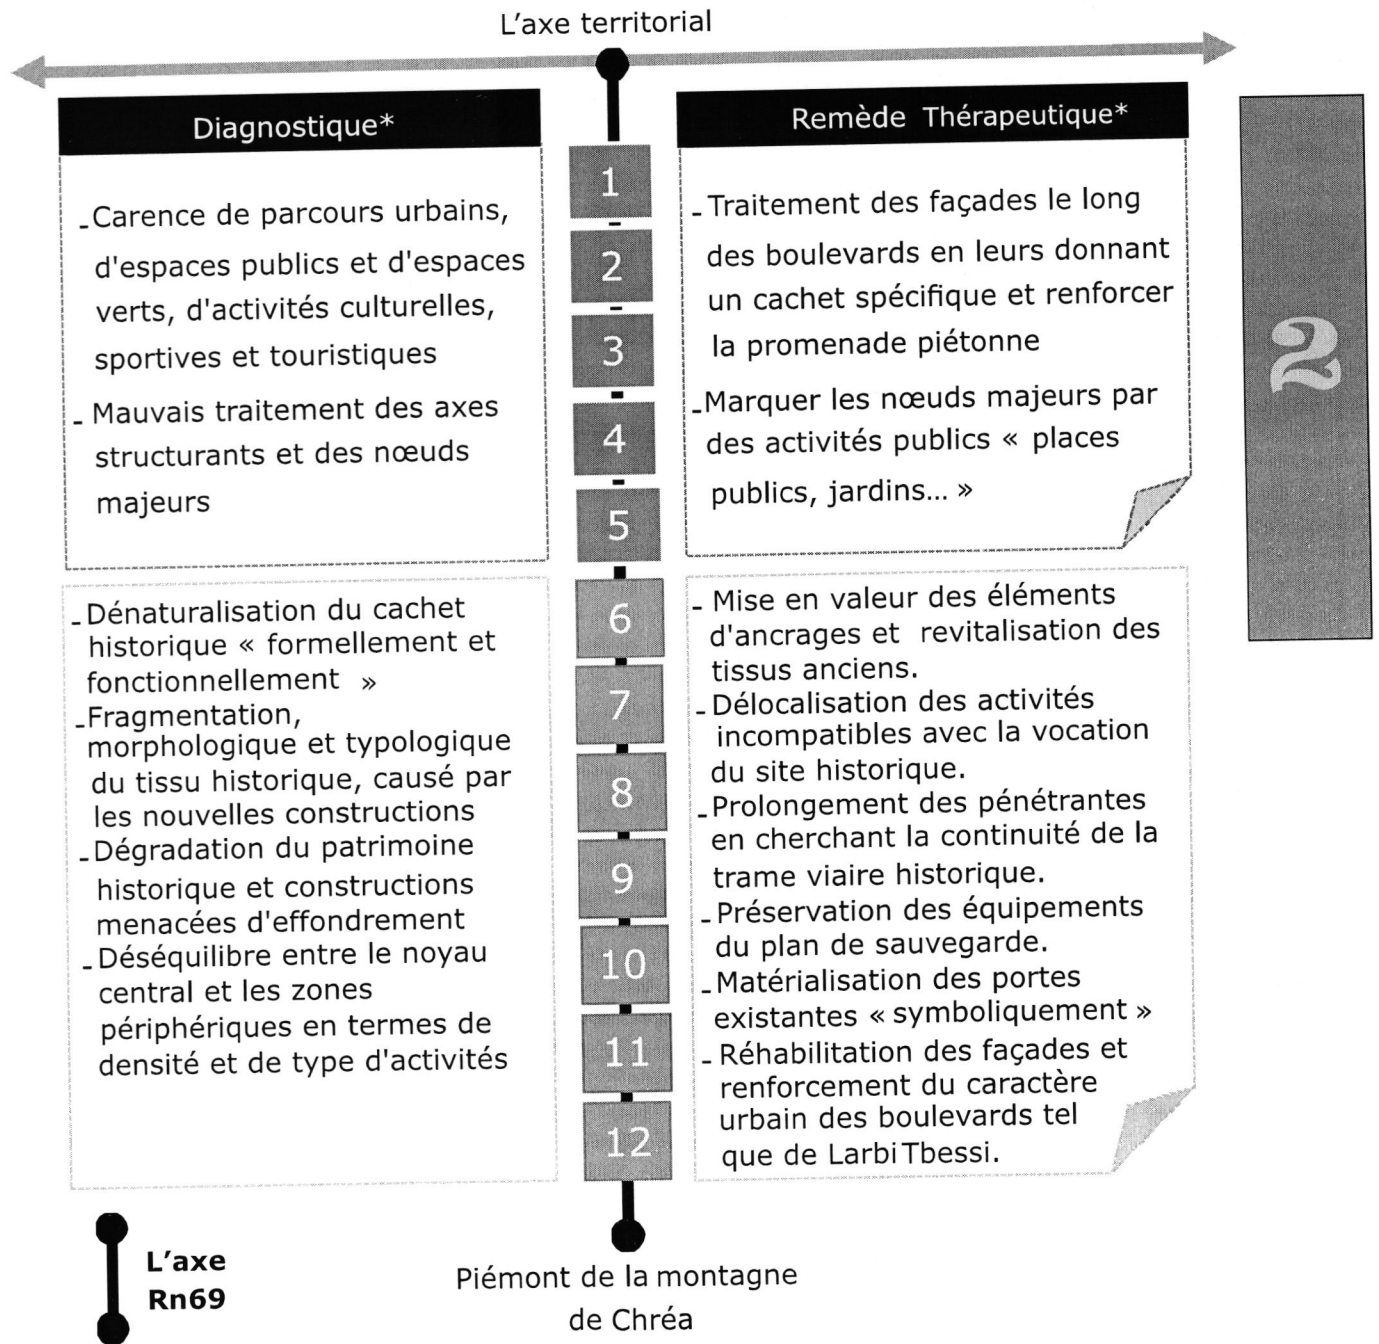 L'axe territorial
Diagnostique*
-Carence de parcours urbains,
d'espaces publics et d'espaces
verts, d'activités culturelles,
sportives et touristiques
- Mauvais traitement des axes
structurants et des nœuds
majeurs
Remède Thérapeutique*
-Traitement des façades le long
des boulevards en leurs donnant
un cachet spécifique et renforcer
la promenade piétonne
-Marquer les nœuds majeurs par
des activités publics « places
publics, jardins... »
1
2
3
4
5
6
7
8
9
10
11
12
2
-Dénaturalisation du cachet
historique « formellement et
fonctionnellement »
-Fragmentation,
morphologique et typologique
du tissu historique, causé par
les nouvelles constructions
-Dégradation du patrimoine
historique et constructions
menacées d'effondrement
-Déséquilibre entre le noyau
central et les zones
périphériques en termes de
densité et de type d'activités
- Mise en valeur des éléments
d'ancrages et revitalisation des
tissus anciens.
-Délocalisation des activités
incompatibles avec la vocation
du site historique.
-Prolongement des pénétrantes
en cherchant la continuité de la
trame viaire historique.
-Préservation des équipements
du plan de sauvegarde.
-Matérialisation des portes
existantes « symboliquement »
- Réhabilitation des façades et
renforcement du caractère
urbain des boulevards tel
que de Larbi Tbessi.
L'axe
Rn69
Piémont de la montagne
de Chréa